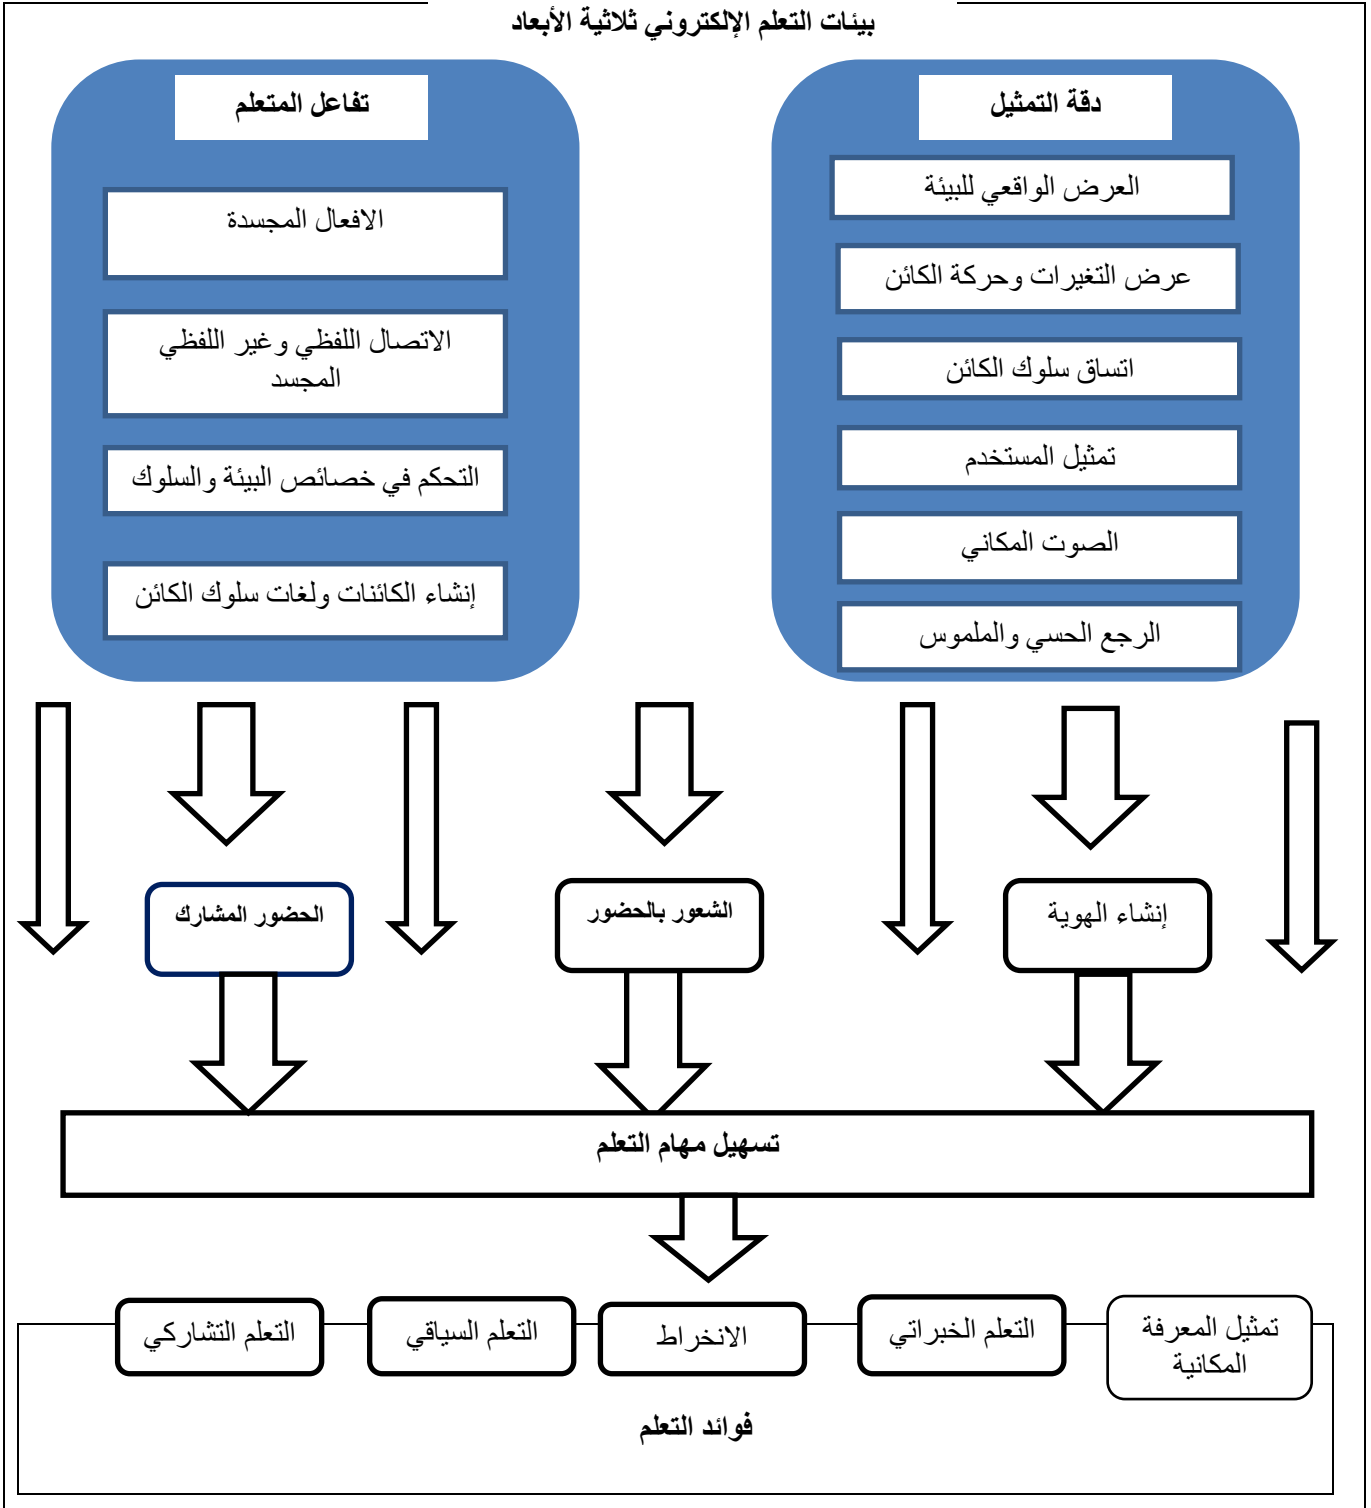 بيئات التعلم الإلكتروني ثلاثية الأبعاد
دقة التمثيل
العرض الواقعي للبيئة
عرض التغيرات وحركة الكائن
اتساق سلوك الكائن
تمثيل المستخدم
الصوت المكاني
الرجع الحسي والملموس
تفاعل المتعلم
الافعال المجسدة
الاتصال اللفظي وغير اللفظي
المجسد
التحكم في خصائص البيئة والسلوك
إنشاء الكائنات ولغات سلوك الكائن
إنشاء الهوية
الشعور بالحضور
الحضور المشارك
تسهيل مهام التعلم
تمثيل المعرفة
المكانية
التعلم الخبراتي
الانخراط
التعلم السياقي
التعلم التشاركي
فوائد التعلم